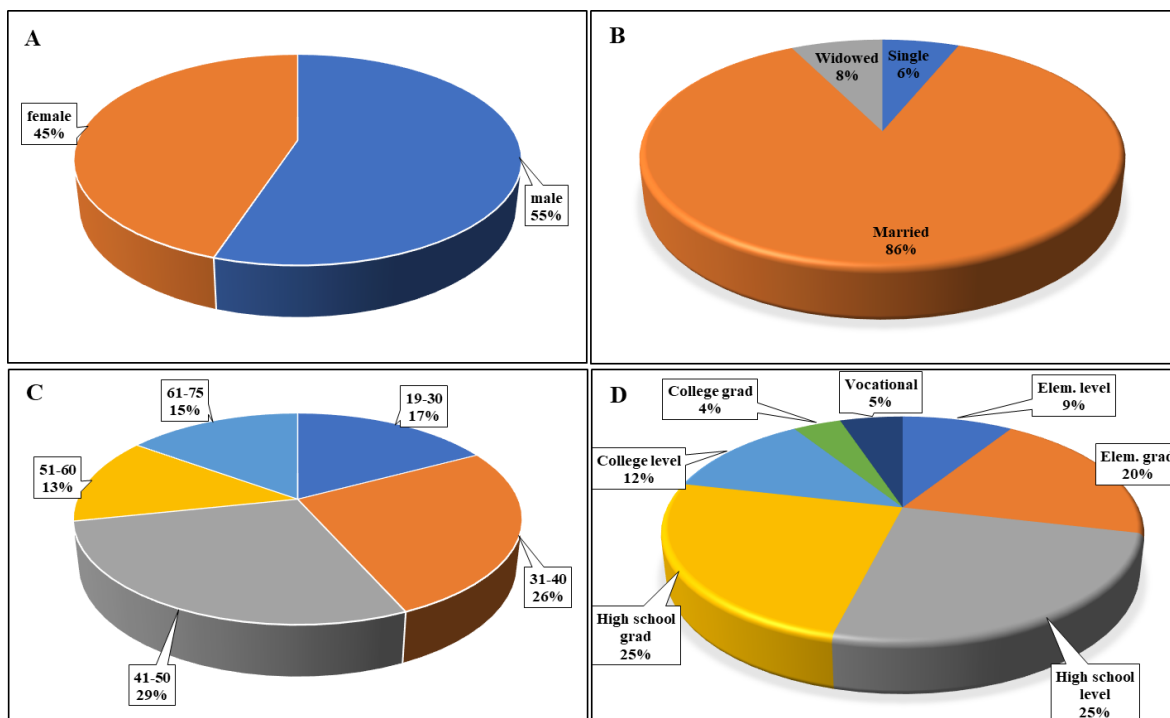 A
female
45%
male
55%
B
Widowed
8%
Single
6%
Married
86%
C
61-75
15%
19-30
17%
51-60
13%
31-40
26%
41-50
29%
D
College grad
4%
Vocational
5%
Elem. level
9%
College level
12%
Elem. grad
20%
High school
grad
25%
High school
level
25%